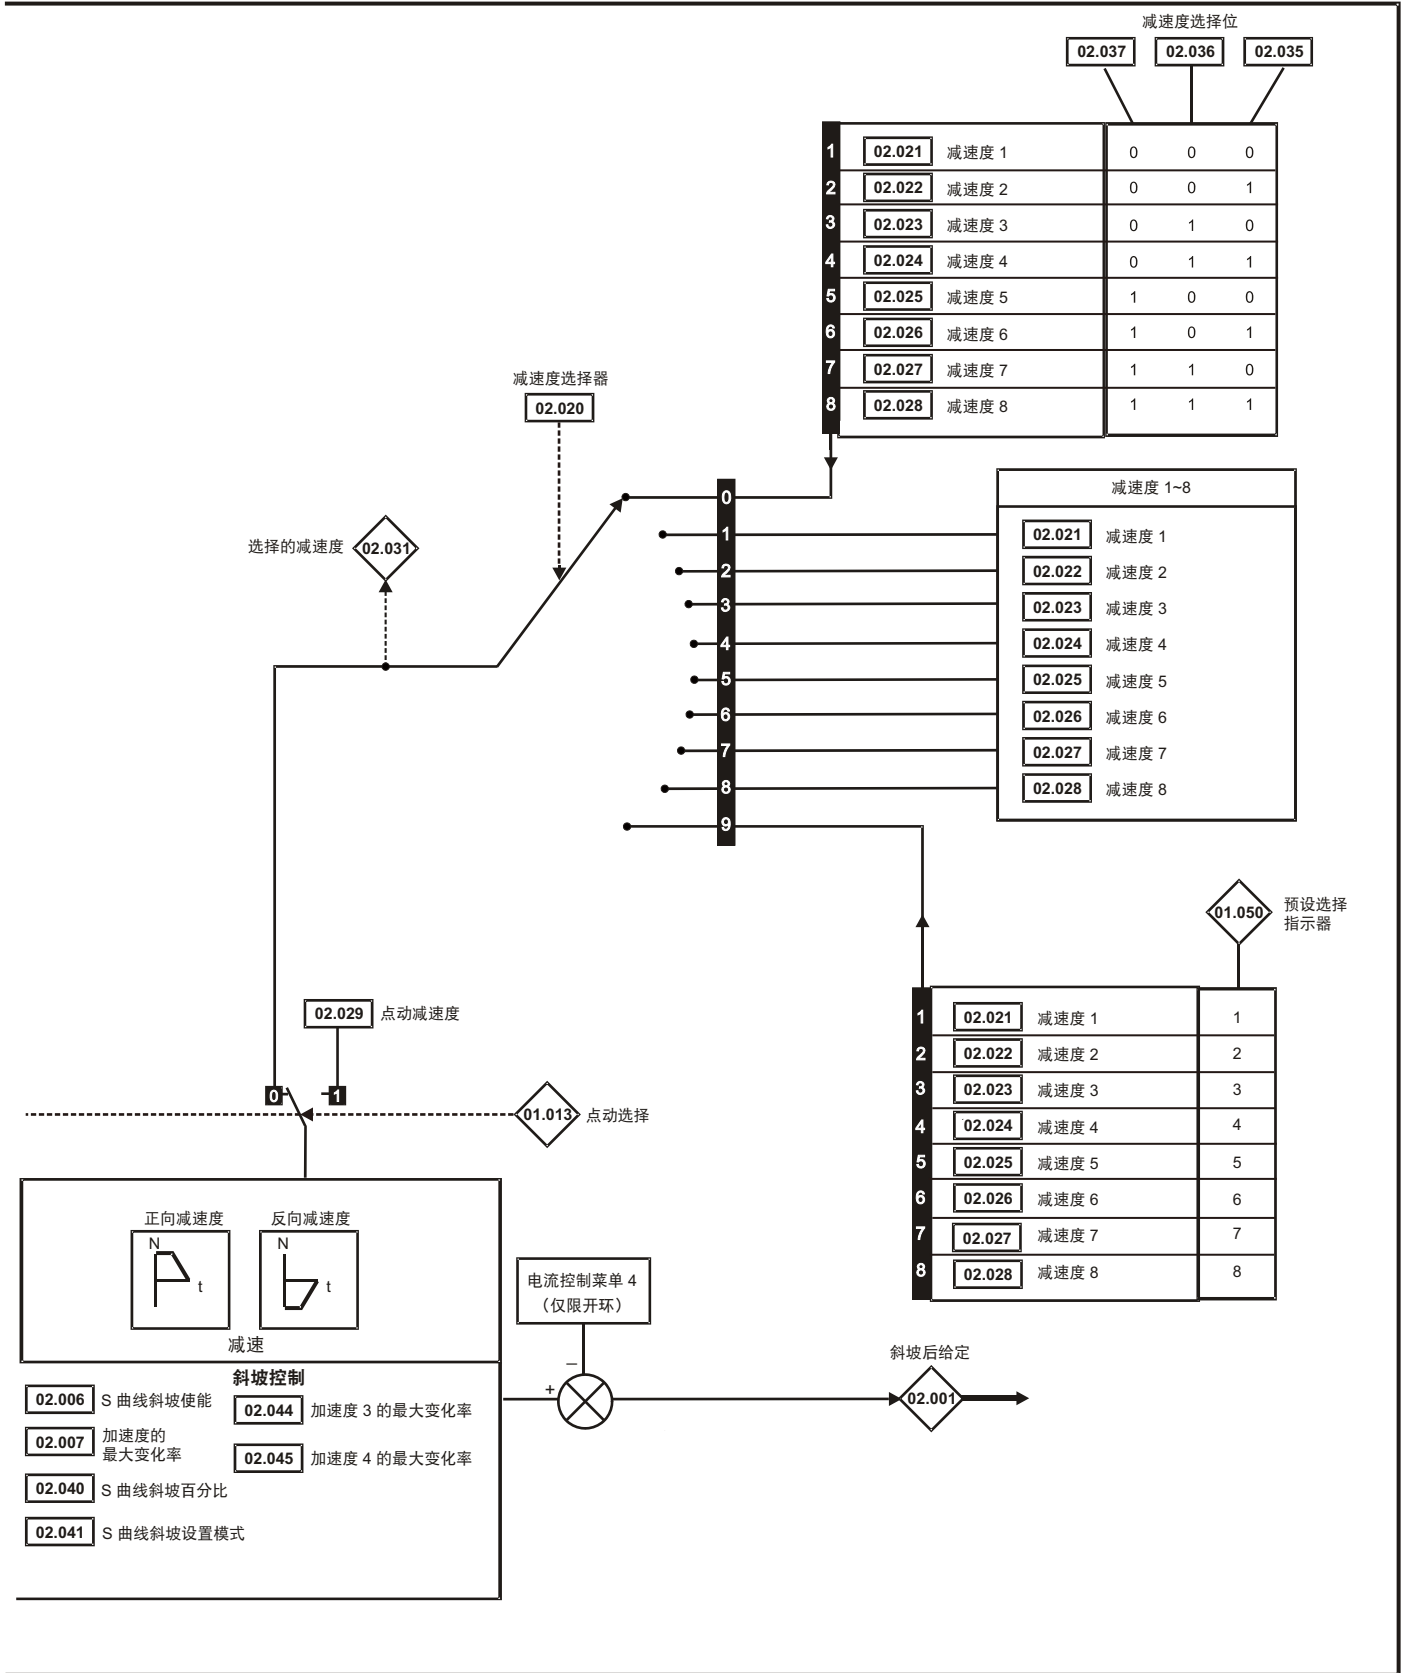 减速度选择位
02.037 02.036 02.035
1 02.021 减速度 1 0 0 0
2 02.022 减速度 2 0 0 1
3 02.023 减速度 3 0 1 0
4 02.024 减速度 4 0 1 1
5 02.025 减速度 5 1 0 0
6 02.026 减速度 6 1 0 1
7 02.027 减速度 7 1 1 0
8 02.028 减速度 8 1 1 1
减速度选择器
02.020
选择的减速度 02.031
0
1
2
3
4
5
6
7
8
9
减速度 1~8
02.021 减速度 1
02.022 减速度 2
02.023 减速度 3
02.024 减速度 4
02.025 减速度 5
02.026 减速度 6
02.027 减速度 7
02.028 减速度 8
01.050 预设选择
指示器
1 02.021 减速度 1 1
2 02.022 减速度 2 2
3 02.023 减速度 3 3
4 02.024 减速度 4 4
5 02.025 减速度 5 5
6 02.026 减速度 6 6
7 02.027 减速度 7 7
8 02.028 减速度 8 8
02.029 点动减速度
0 1
01.013 点动选择
正向减速度 反向减速度
N t N t
减速
电流控制菜单 4
（仅限开环）
+ −
斜坡后给定
02.001
斜坡控制
02.006 S 曲线斜坡使能
02.007 加速度的
最大变化率
02.040 S 曲线斜坡百分比
02.041 S 曲线斜坡设置模式
02.044 加速度 3 的最大变化率
02.045 加速度 4 的最大变化率